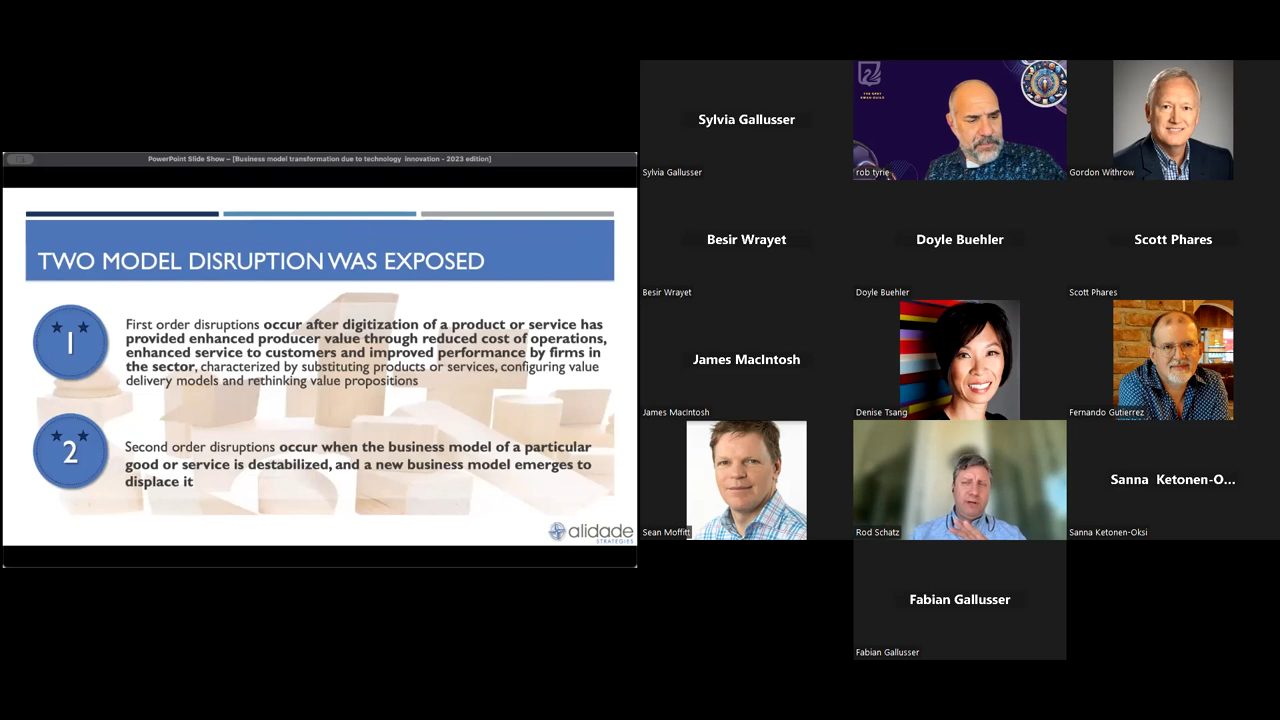 PowerPoint Slide Show – [Business model transformation due to technology innovation - 2023 edition]
TWO MODEL DISRUPTION WAS EXPOSED
1
First order disruptions occur after digitization of a product or service has
provided enhanced producer value through reduced cost of operations,
enhanced service to customers and improved performance by firms in
the sector, characterized by substituting products or services, configuring value
delivery models and rethinking value propositions
2
Second order disruptions occur when the business model of a particular
good or service is destabilized, and a new business model emerges to
displace it
alidade
STRATEGIES
Sylvia Gallusser
Sylvia Gallusser
rob tyrie
Gordon Withrow
Besir Wrayet
Besir Wrayet
Doyle Buehler
Doyle Buehler
Scott Phares
Scott Phares
James MacIntosh
James MacIntosh
Denise Tsang
Fernando Gutierrez
Sean Moffitt
Rod Schatz
Sanna Ketonen-O...
Sanna Ketonen-Oksi
Fabian Gallusser
Fabian Gallusser